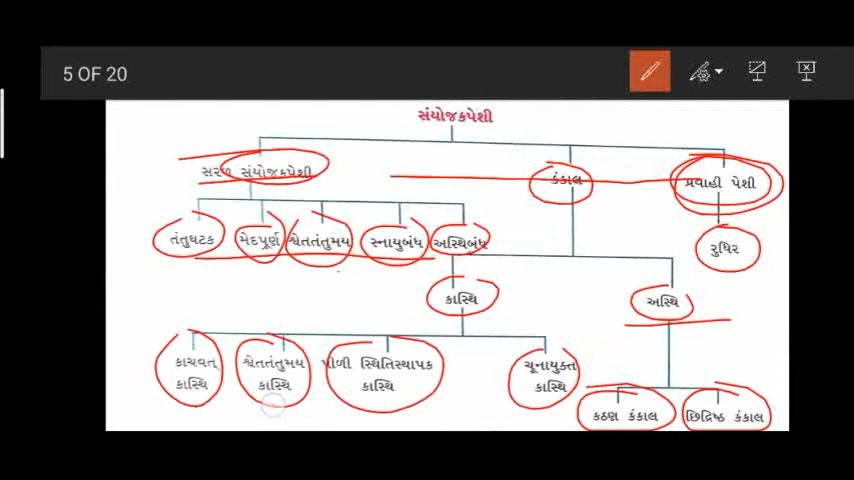 5 OF 20
સંયોજકપેશી
સરળ સંયોજકપેશી
કંકાલ
પ્રવાહી પેશી
તંતુઘટક
મેદપૂર્ણ
શ્વેતતંતુમય
સ્નાયુબંધ
અસ્થિબંધ
રુધિર
કાસ્થિ
અસ્થિ
કાચવત્
કાસ્થિ
શ્વેતતંતુમય
કાસ્થિ
પીળી સ્થિતિસ્થાપક
કાસ્થિ
ચૂનાયુક્ત
કાસ્થિ
કઠણ કંકાલ
છિદ્રિષ્ઠ કંકાલ